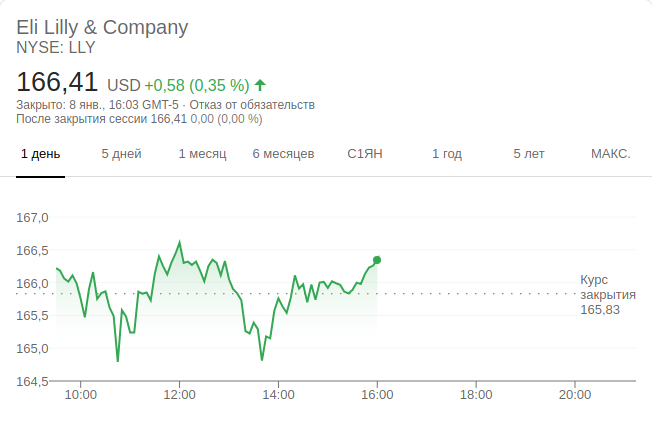 Eli Lilly & Company
NYSE: LLY
166,41 USD +0,58 (0,35 %)
Закрыто: 8 янв., 16:03 GMT-5 · Отказ от обязательств
После закрытия сессии 166,41 0,00 (0,00 %)
1 день 5 дней 1 месяц 6 месяцев С1ЯН 1 год 5 лет МАКС.
167,0
166,5
166,0
165,5
165,0
164,5
Курс
закрытия
165,83
10:00 12:00 14:00 16:00 18:00 20:00